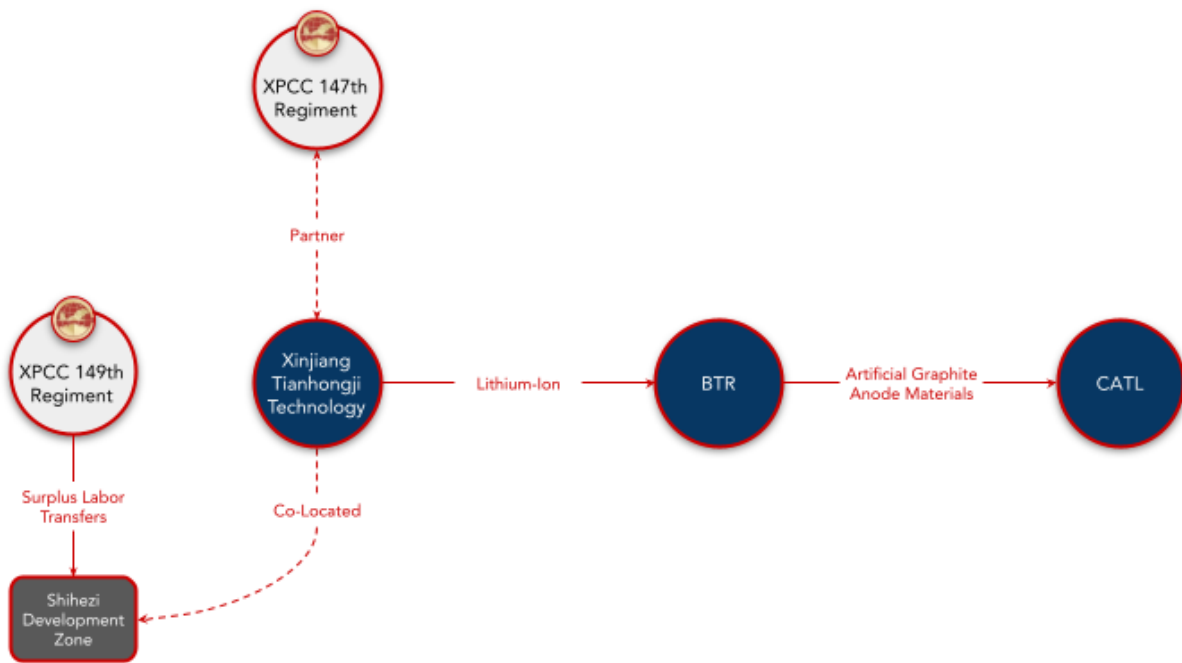 XPCC 147th
Regiment
Partner
XPCC 149th
Regiment
Xinjiang
Tianhongji
Technology
Lithium-Ion
BTR
Artificial Graphite
Anode Materials
CATL
Surplus Labor
Transfers
Co-Located
Shihezi
Development
Zone